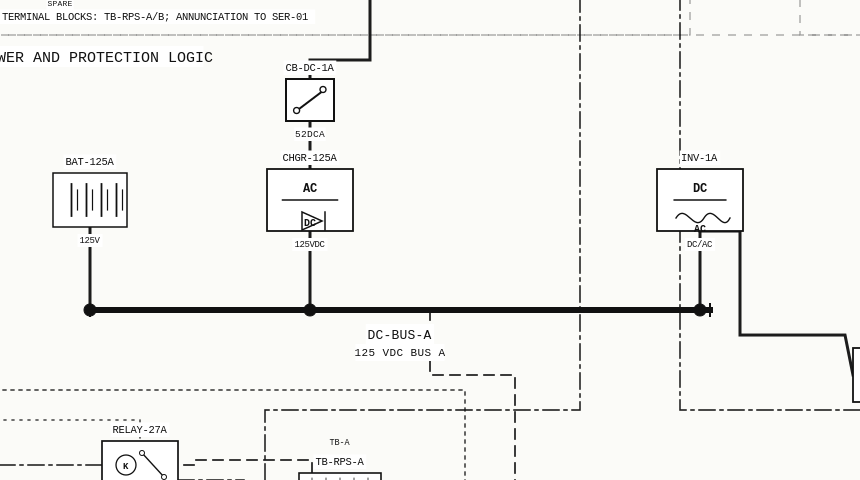 SPARE
TERMINAL BLOCKS: TB-RPS-A/B; ANNUNCIATION TO SER-01
WER AND PROTECTION LOGIC
CB-DC-1A
52DCA
BAT-125A
CHGR-125A
INV-1A
AC
DC
DC
AC
125V
125VDC
DC/AC
DC-BUS-A
125 VDC BUS A
RELAY-27A
TB-A
K
TB-RPS-A